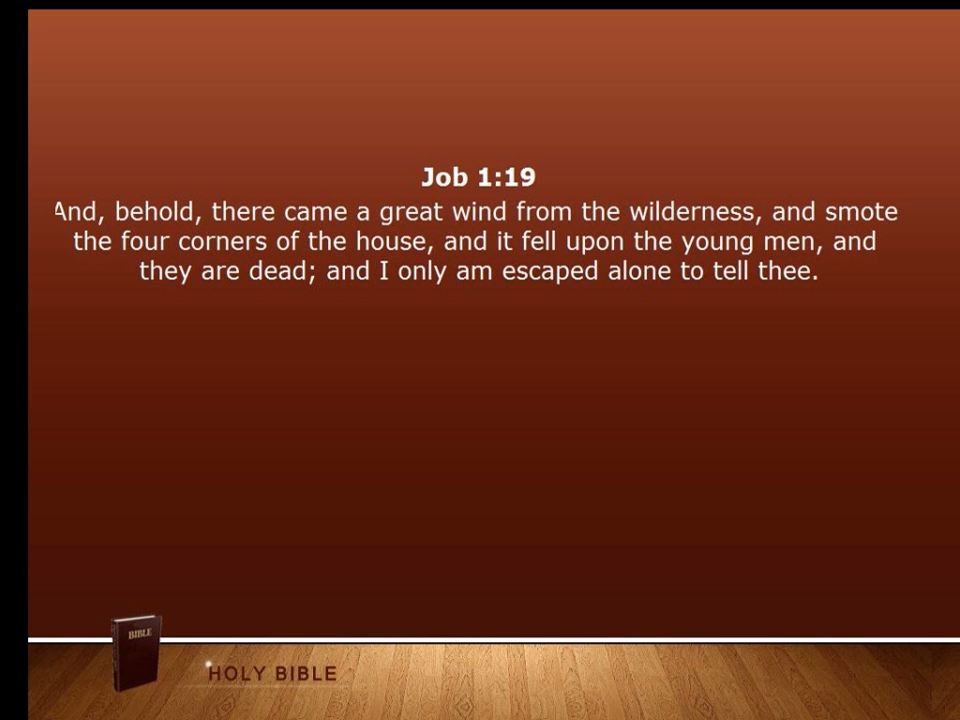 Job 1:19
And, behold, there came a great wind from the wilderness, and smote
the four corners of the house, and it fell upon the young men, and
they are dead; and I only am escaped alone to tell thee.
BIBLE
HOLY BIBLE